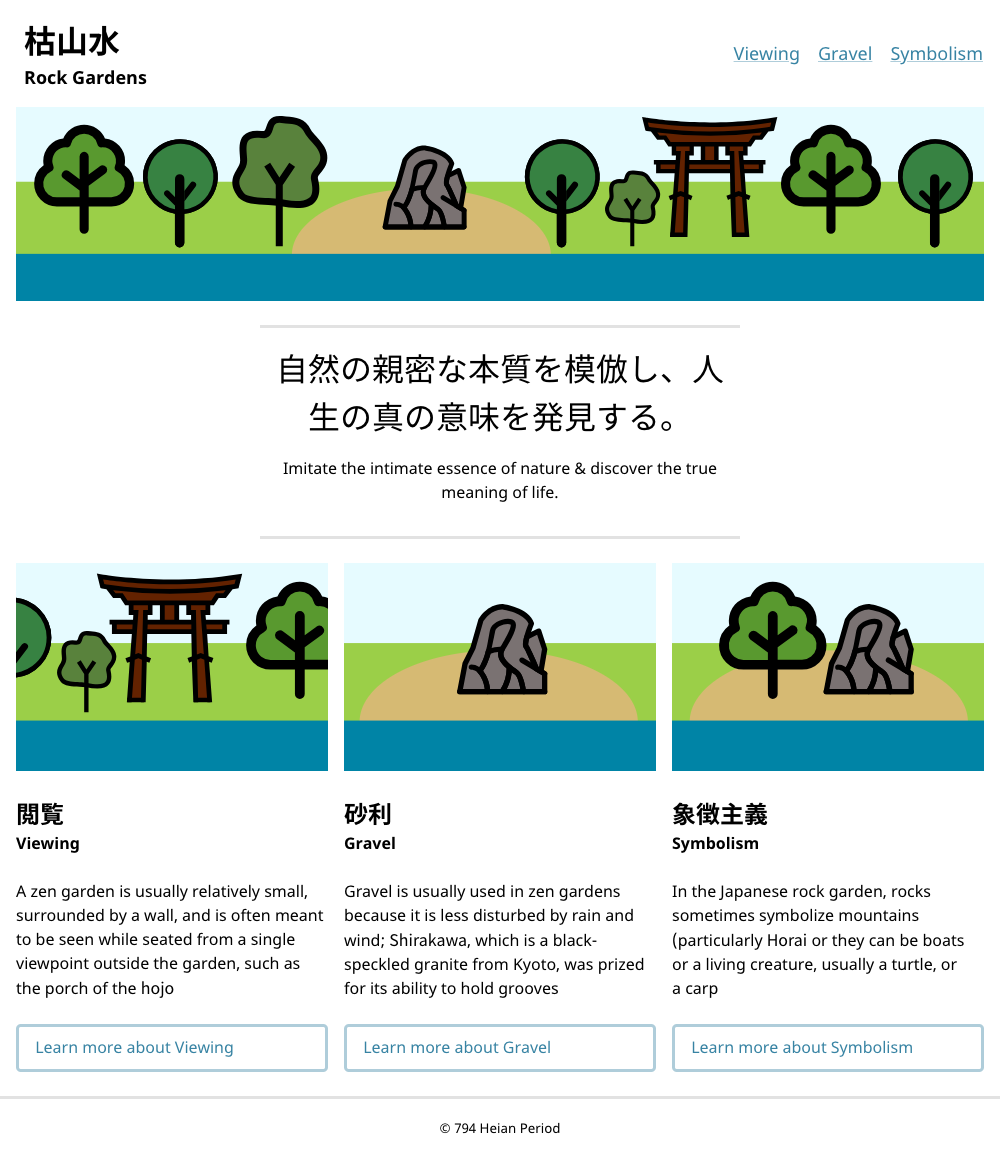 枯山水
Rock Gardens
Viewing Gravel Symbolism
自然の親密な本質を模倣し、人
生の真の意味を発見する。
Imitate the intimate essence of nature & discover the true
meaning of life.
閲覧
Viewing
A zen garden is usually relatively small,
surrounded by a wall, and is often meant
to be seen while seated from a single
viewpoint outside the garden, such as
the porch of the hojo
Learn more about Viewing
砂利
Gravel
Gravel is usually used in zen gardens
because it is less disturbed by rain and
wind; Shirakawa, which is a black-
speckled granite from Kyoto, was prized
for its ability to hold grooves
Learn more about Gravel
象徴主義
Symbolism
In the Japanese rock garden, rocks
sometimes symbolize mountains
(particularly Horai or they can be boats
or a living creature, usually a turtle, or
a carp
Learn more about Symbolism
© 794 Heian Period